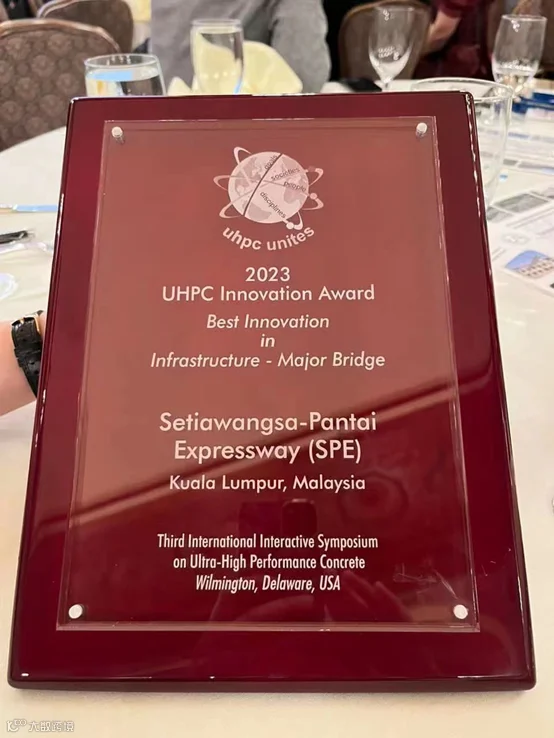 societies
people
disciplines
uhpc unites
2023
UHPC Innovation Award
Best Innovation
in
Infrastructure - Major Bridge
Setiawangsa-Pantai
Expressway (SPE)
Kuala Lumpur, Malaysia
Third International Interactive Symposium
on Ultra-High Performance Concrete
Wilmington, Delaware, USA